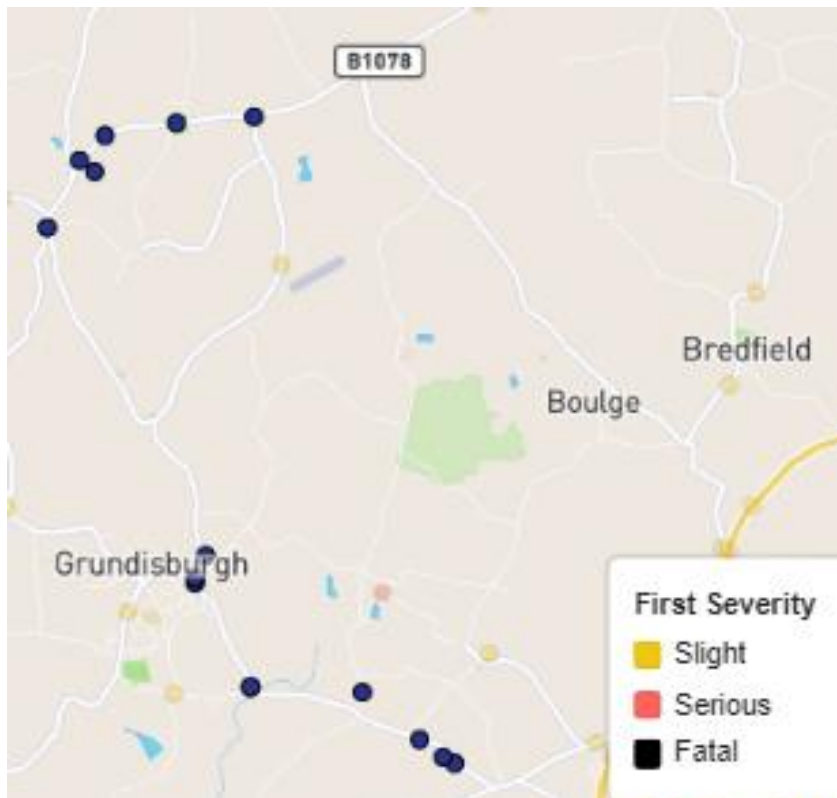 B1078
Bredfield
Boulge
Grundisburgh
First Severity
Slight
Serious
Fatal